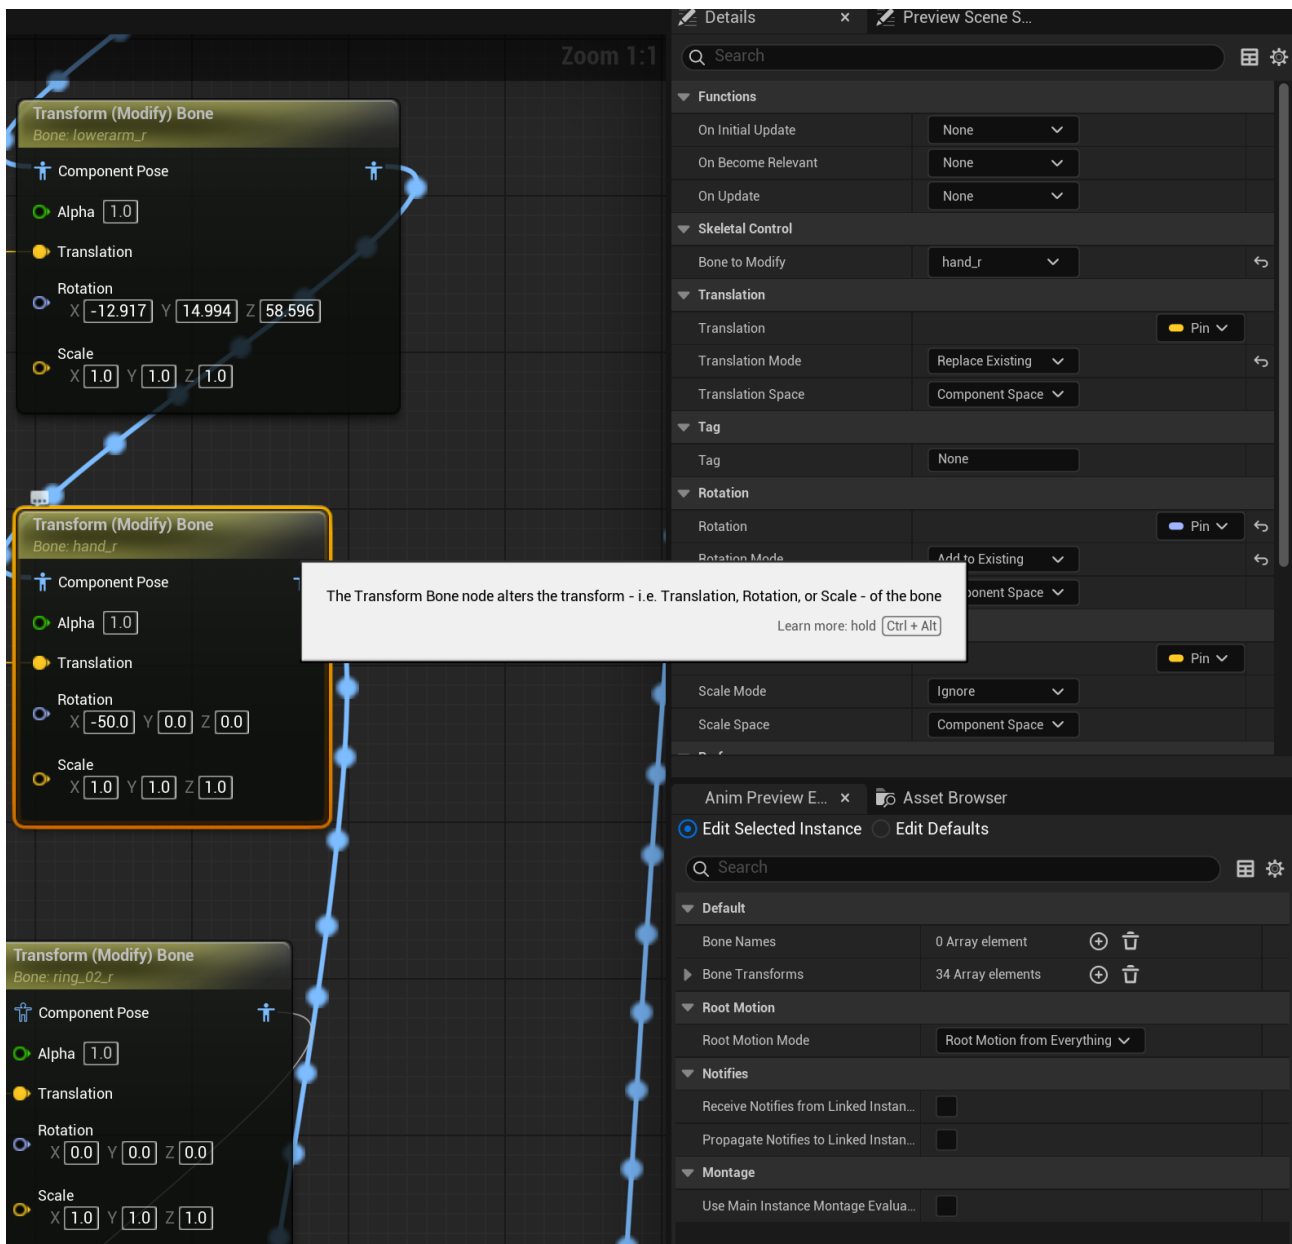 Zoom 1:1
Transform (Modify) Bone
Bone: lowerarm_r
Component Pose
Alpha 1.0
Translation
Rotation
X -12.917 Y 14.994 Z 58.596
Scale
X 1.0 Y 1.0 Z 1.0
Transform (Modify) Bone
Bone: hand_r
Component Pose
Alpha 1.0
Translation
Rotation
X -50.0 Y 0.0 Z 0.0
Scale
X 1.0 Y 1.0 Z 1.0
Transform (Modify) Bone
Bone: ring_02_r
Component Pose
Alpha 1.0
Translation
Rotation
X 0.0 Y 0.0 Z 0.0
Scale
X 1.0 Y 1.0 Z 1.0
The Transform Bone node alters the transform - i.e. Translation, Rotation, or Scale - of the bone
Learn more: hold Ctrl + Alt
Details × Preview Scene S...
Search
Functions
On Initial Update None
On Become Relevant None
On Update None
Skeletal Control
Bone to Modify hand_r
Translation
Translation Pin
Translation Mode Replace Existing
Translation Space Component Space
Tag
Tag None
Rotation
Rotation Pin
Rotation Mode Add to Existing
Space
Pin
Scale Mode Ignore
Scale Space Component Space
Anim Preview E... × Asset Browser
Edit Selected Instance Edit Defaults
Search
Default
Bone Names 0 Array element
Bone Transforms 34 Array elements
Root Motion
Root Motion Mode Root Motion from Everything
Notifies
Receive Notifies from Linked Instan...
Propagate Notifies to Linked Instan...
Montage
Use Main Instance Montage Evalua...